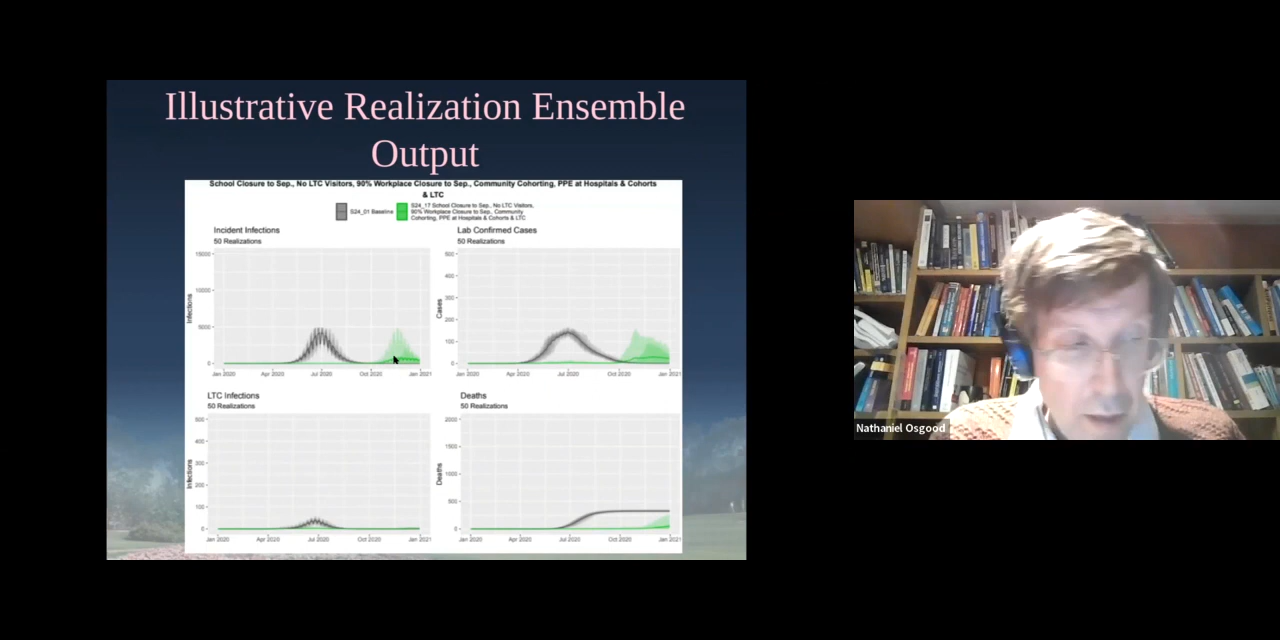 Illustrative Realization Ensemble
Output
School Closure to Sep., No LTC Visitors, 90% Workplace Closure to Sep., Community Cohorting, PPE at Hospitals & Cohorts
& LTC
S24_01 Baseline
S24_17 School Closure to Sep., No LTC Visitors,
90% Workplace Closure to Sep., Community
Cohorting, PPE at Hospitals & Cohorts & LTC
Incident Infections
50 Realizations
15000
10000
5000
0
Infections
Jan 2020 Apr 2020 Jul 2020 Oct 2020 Jan 2021
Lab Confirmed Cases
50 Realizations
500
400
300
200
100
0
Cases
Jan 2020 Apr 2020 Jul 2020 Oct 2020 Jan 2021
LTC Infections
50 Realizations
500
400
300
200
100
0
Infections
Jan 2020 Apr 2020 Jul 2020 Oct 2020 Jan 2021
Deaths
50 Realizations
2000
1500
1000
500
0
Deaths
Jan 2020 Apr 2020 Jul 2020 Oct 2020 Jan 2021
Nathaniel Osgood